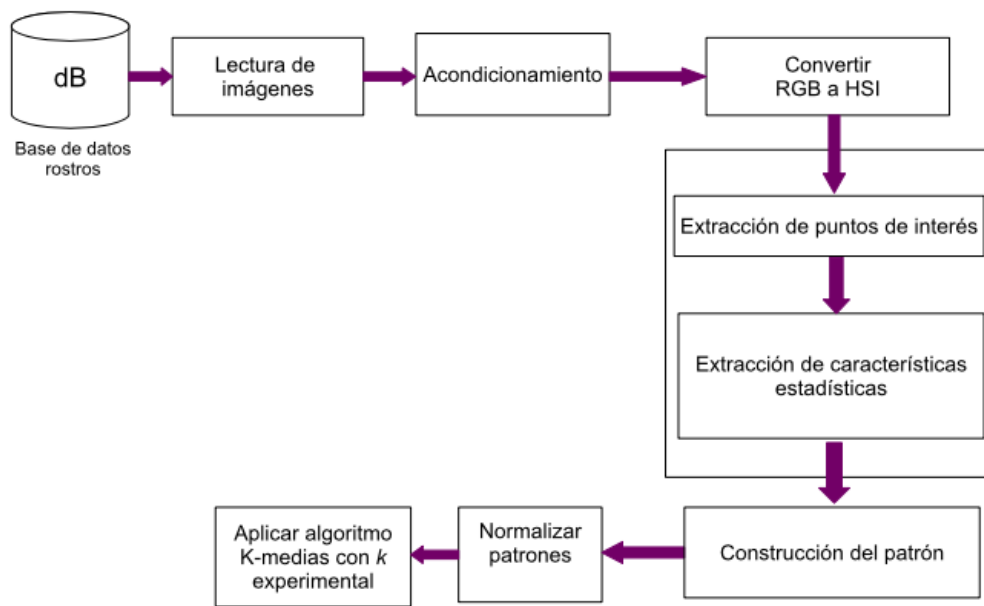 dB
Base de datos
rostros
Lectura de
imágenes
Acondicionamiento
Convertir
RGB a HSI
Extracción de puntos de interés
Extracción de características
estadísticas
Construcción del patrón
Normalizar
patrones
Aplicar algoritmo
K-medias con k
experimental